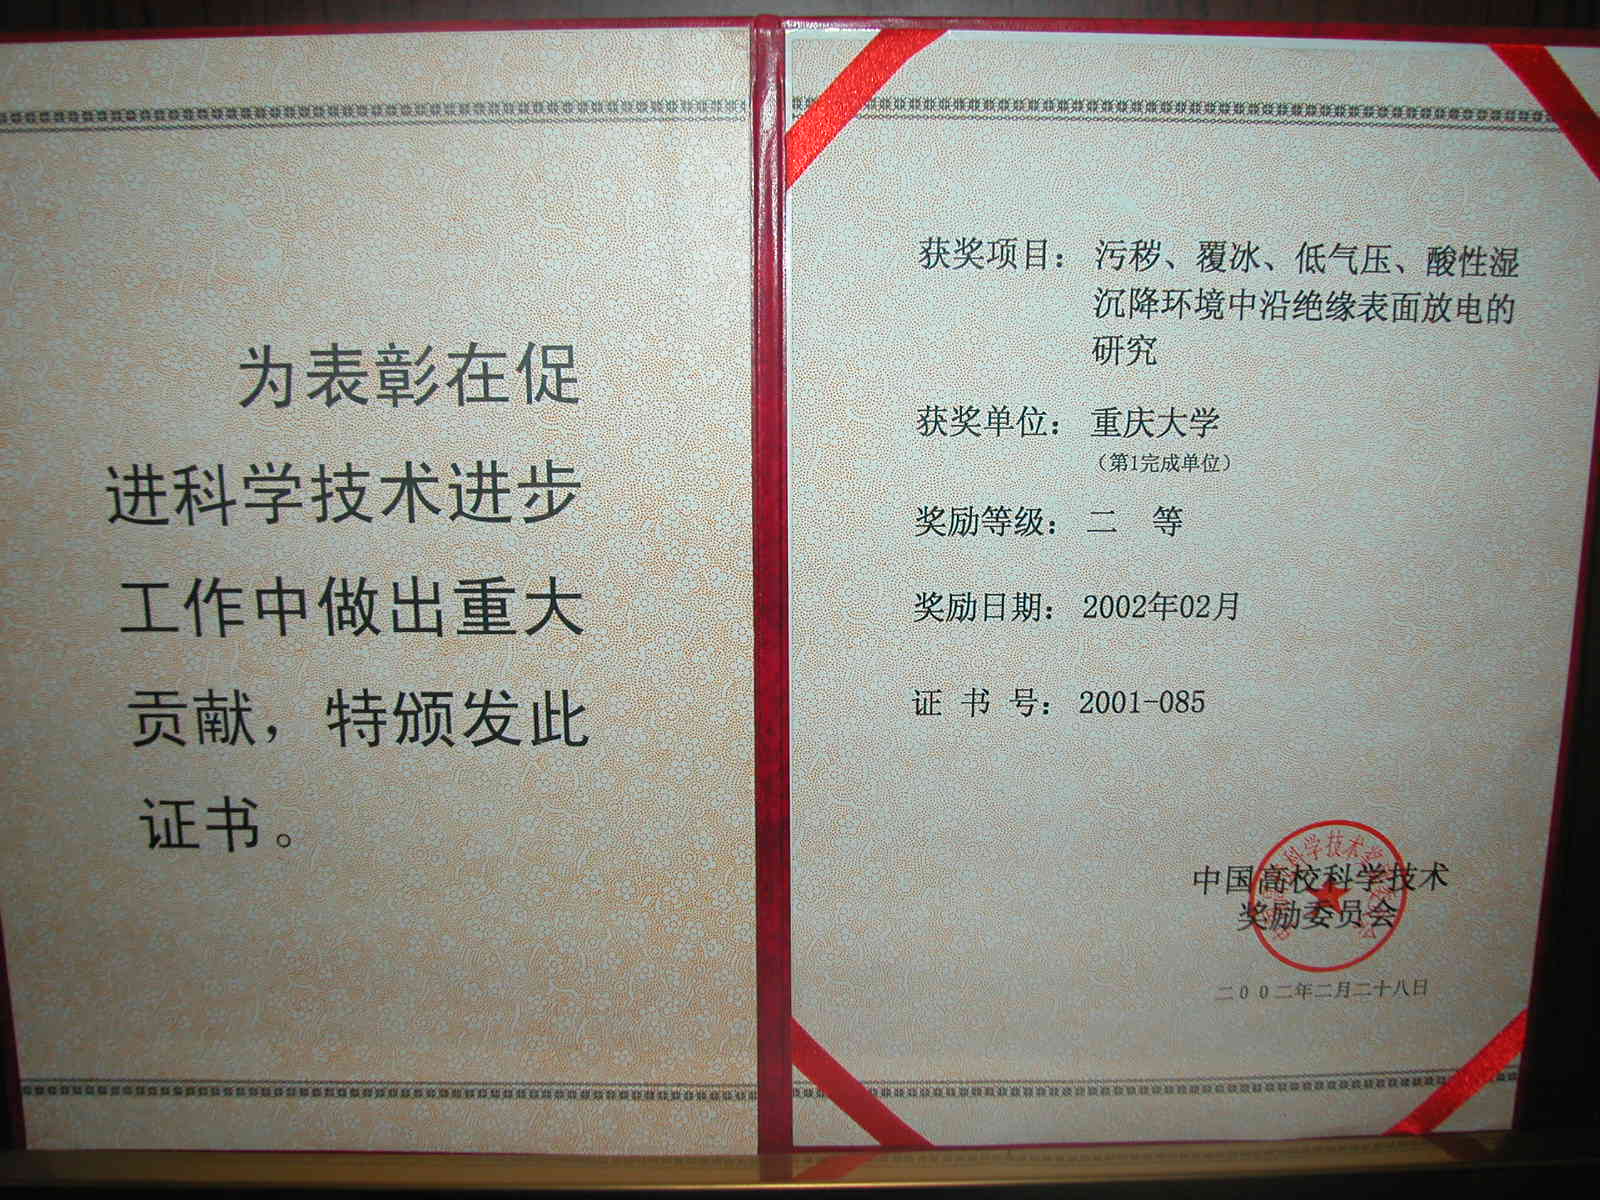 为表彰在促
进科学技术进步
工作中做出重大
贡献，特颁发此
证书。
获奖项目：污秽、覆冰、低气压、酸性湿
沉降环境中沿绝缘表面放电的
研究
获奖单位：重庆大学
（第1完成单位）
奖励等级：二 等
奖励日期：2002年02月
证 书 号：2001-085
中国高校科学技术
奖励委员会
二00二年二月二十八日